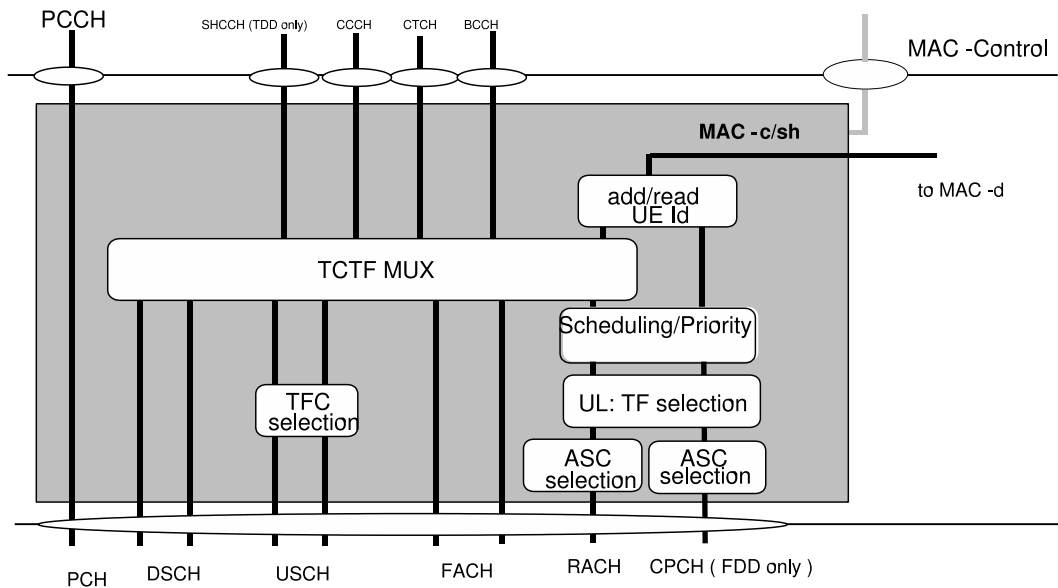 PCCH
SHCCH (TDD only)
CCCH
CTCH
BCCH
MAC -Control
MAC -c/sh
to MAC -d
add/read
UE Id
TCTF MUX
Scheduling/Priority
UL: TF selection
TFC
selection
ASC
selection
ASC
selection
PCH
DSCH
USCH
FACH
RACH
CPCH ( FDD only )